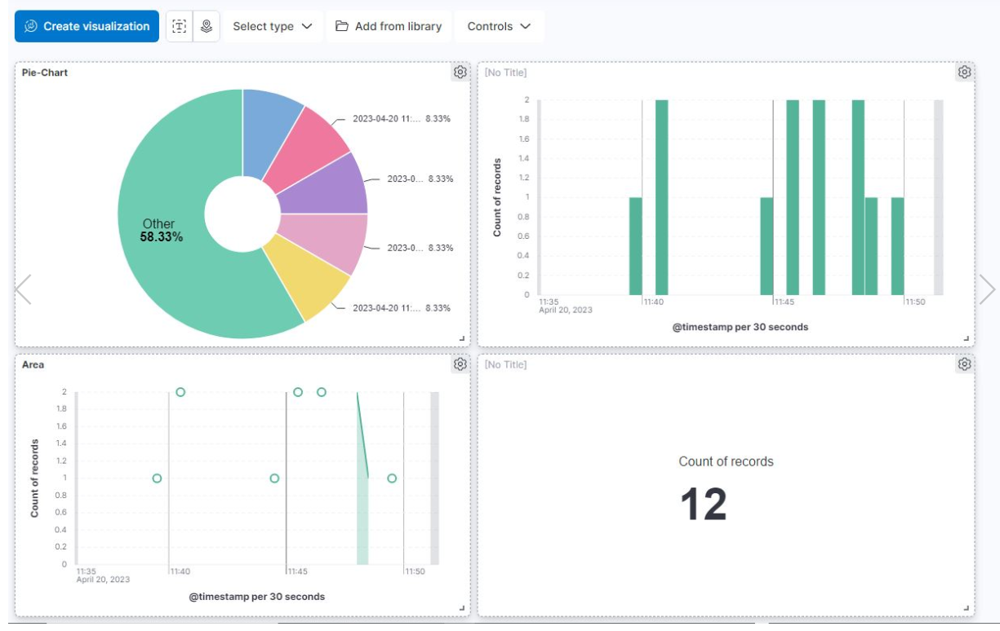 Create visualization
Select type
Add from library
Controls
Pie-Chart
2023-04-20 11:... 8.33%
2023-0... 8.33%
2023-0... 8.33%
2023-04-20 11:... 8.33%
Other
58.33%
[No Title]
Count of records
2
1.8
1.6
1.4
1.2
1
0.8
0.6
0.4
0.2
0
11:35
April 20, 2023
11:40
11:45
11:50
@timestamp per 30 seconds
Area
Count of records
2
1.8
1.6
1.4
1.2
1
0.8
0.6
0.4
0.2
0
11:35
April 20, 2023
11:40
11:45
11:50
@timestamp per 30 seconds
[No Title]
Count of records
12